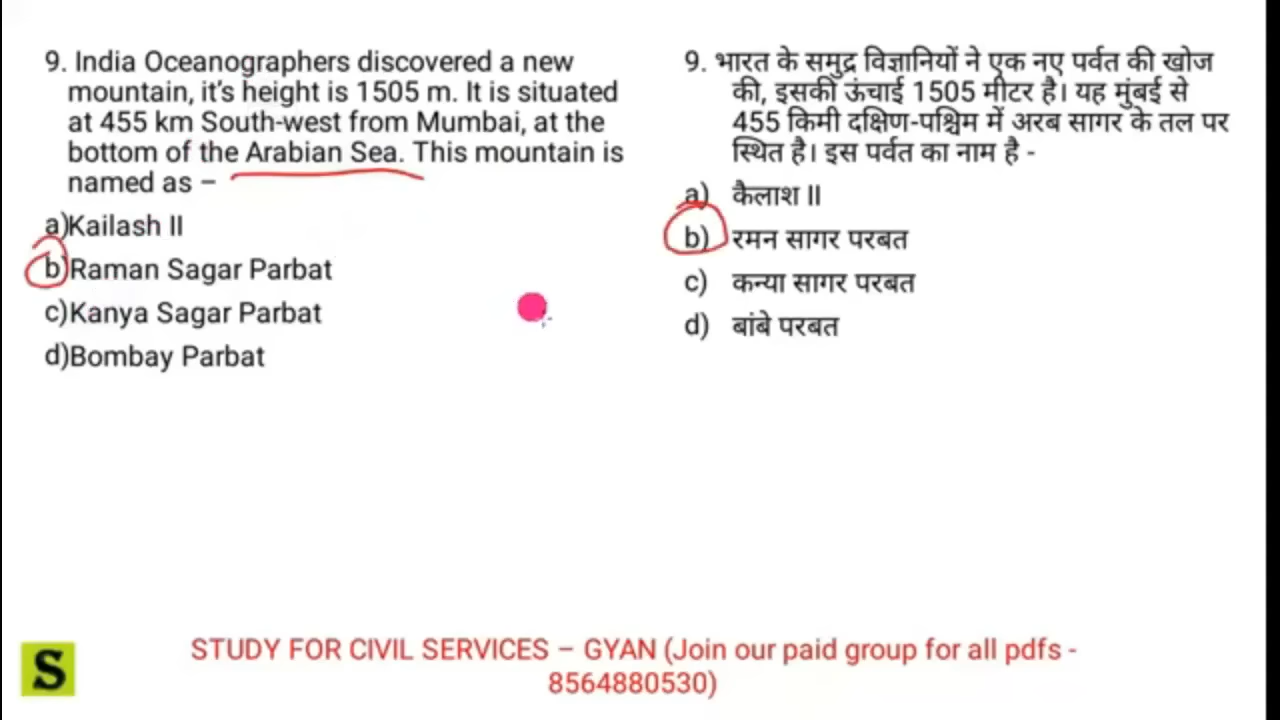 9. India Oceanographers discovered a new
mountain, it's height is 1505 m. It is situated
at 455 km South-west from Mumbai, at the
bottom of the Arabian Sea. This mountain is
named as –
a)Kailash II
b)Raman Sagar Parbat
c)Kanya Sagar Parbat
d)Bombay Parbat
9. भारत के समुद्र विज्ञानियों ने एक नए पर्वत की खोज
की, इसकी ऊंचाई 1505 मीटर है। यह मुंबई से
455 किमी दक्षिण-पश्चिम में अरब सागर के तल पर
स्थित है। इस पर्वत का नाम है -
a) कैलाश II
b) रमन सागर परबत
c) कन्या सागर परबत
d) बांबे परबत
STUDY FOR CIVIL SERVICES – GYAN (Join our paid group for all pdfs -
8564880530)
S